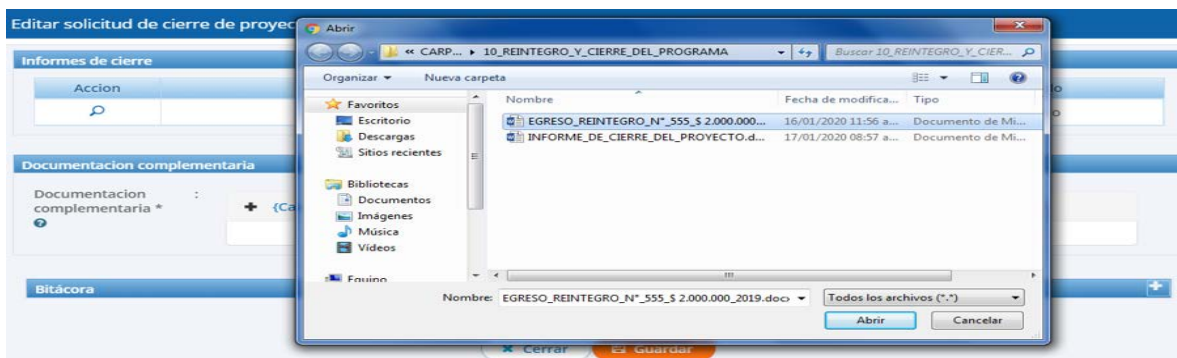 Editar solicitud de cierre de proyec
Abrir
« CARP... ▸ 10_REINTEGRO_Y_CIERRE_DEL_PROGRAMA
Buscar 10_REINTEGRO_Y_CIER...
Informes de cierre
Organizar
Nueva carpeta
Accion
Nombre
Fecha de modifica...
Tipo
Favoritos
Escritorio
Descargas
Sitios recientes
EGRESO_REINTEGRO_N°_555_$ 2.000.000...
16/01/2020 11:56 a...
Documento de Mi...
INFORME_DE_CIERRE_DEL_PROYECTO.d...
17/01/2020 08:57 a...
Documento de Mi...
Documentacion complementaria
Documentacion complementaria * :
{Ca
Bibliotecas
Documentos
Imágenes
Música
Vídeos
Equipo
Bitácora
Nombre: EGRESO_REINTEGRO_N°_555_$ 2.000.000_2019.doc
Todos los archivos (*.*)
Abrir
Cancelar
Cerrar
Guardar